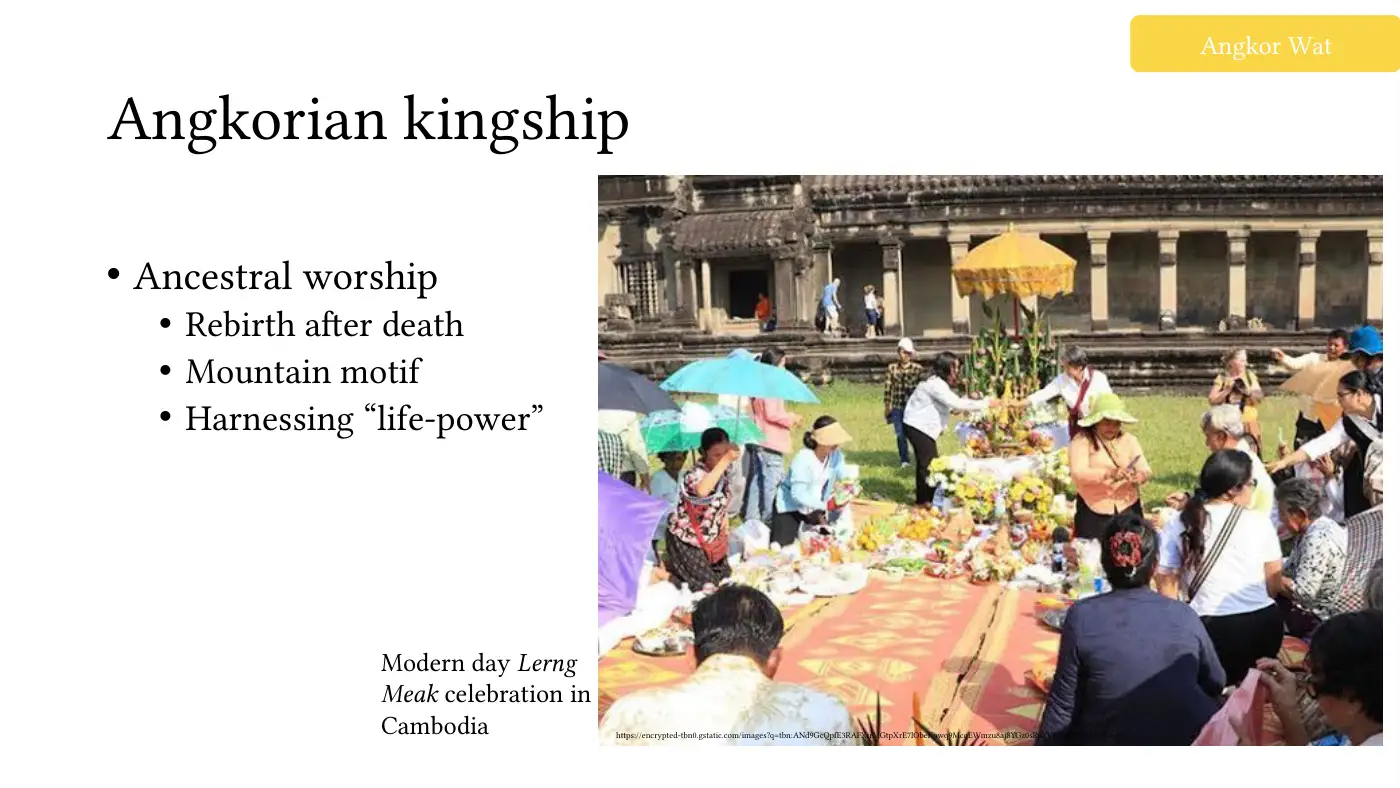 Angkor Wat
Angkorian kingship
• Ancestral worship
• Rebirth after death
• Mountain motif
• Harnessing “life-power”
Modern day Lerng
Meak celebration in
Cambodia